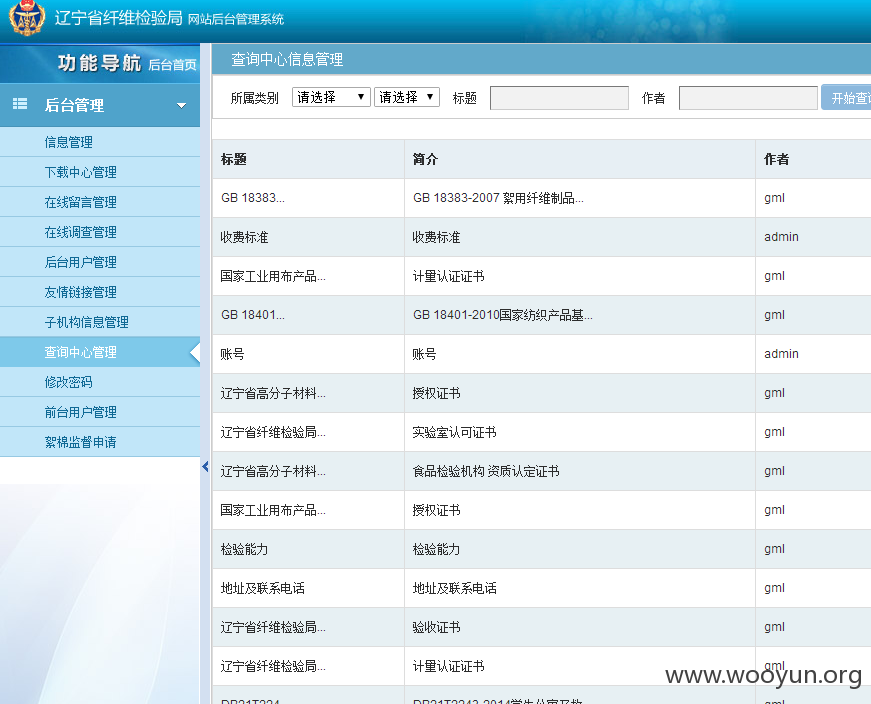 辽宁省纤维检验局 网站后台管理系统
功能导航 后台首页
后台管理
信息管理
下载中心管理
在线留言管理
在线调查管理
后台用户管理
友情链接管理
子机构信息管理
查询中心管理
修改密码
前台用户管理
絮棉监督申请
查询中心信息管理
所属类别 请选择 请选择 标题 作者 开始查
标题 简介 作者
GB 18383... GB 18383-2007 絮用纤维制品... gml
收费标准 收费标准 admin
国家工业用布产品... 计量认证证书 gml
GB 18401... GB 18401-2010国家纺织产品基... gml
账号 账号 admin
辽宁省高分子材料... 授权证书 gml
辽宁省纤维检验局... 实验室认可证书 gml
辽宁省高分子材料... 食品检验机构 资质认定证书 gml
国家工业用布产品... 授权证书 gml
检验能力 检验能力 gml
地址及联系电话 地址及联系电话 gml
辽宁省纤维检验局... 验收证书 gml
辽宁省纤维检验局... 计量认证证书 gml
www.wooyun.org